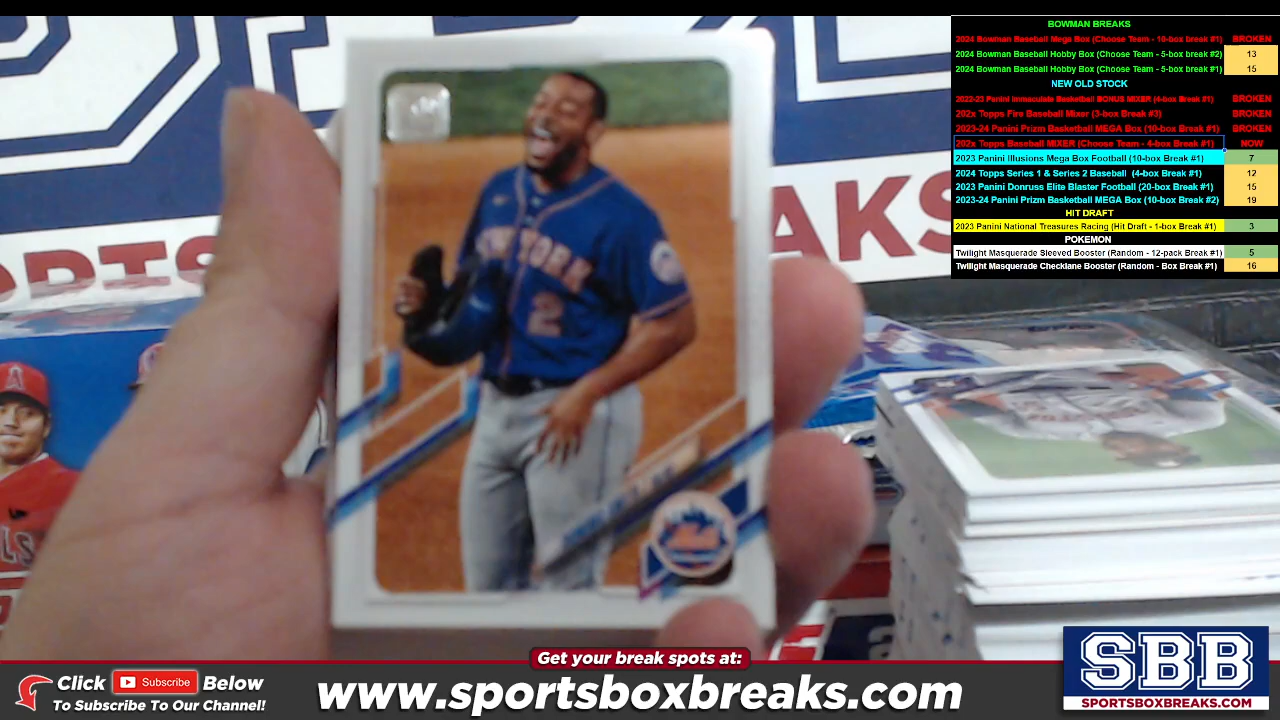 BOWMAN BREAKS
2024 Bowman Baseball Mega Box (Choose Team - 10-box break #1) BROKEN
2024 Bowman Baseball Hobby Box (Choose Team - 5-box break #2) 13
2024 Bowman Baseball Hobby Box (Choose Team - 5-box break #1) 15
NEW OLD STOCK
2022-23 Panini Immaculate Basketball BONUS MIXER (4-box Break #1) BROKEN
202x Topps Fire Baseball Mixer (3-box Break #3) BROKEN
2023-24 Panini Prizm Basketball MEGA Box (10-box Break #1) BROKEN
202x Topps Baseball MIXER (Choose Team - 4-box Break #1) NOW
2023 Panini Illusions Mega Box Football (10-box Break #1) 7
2024 Topps Series 1 & Series 2 Baseball (4-box Break #1) 12
2023 Panini Donruss Elite Blaster Football (20-box Break #1) 15
2023-24 Panini Prizm Basketball MEGA Box (10-box Break #2) 19
HIT DRAFT
2023 Panini National Treasures Racing (Hit Draft - 1-box Break #1) 3
POKEMON
Twilight Masquerade Sleeved Booster (Random - 12-pack Break #1) 5
Twilight Masquerade Checklane Booster (Random - Box Break #1) 16
NEW YORK
2
Mets
Get your break spots at:
Click Subscribe Below
To Subscribe To Our Channel!
www.sportsboxbreaks.com
SBB
SPORTSBOXBREAKS.COM